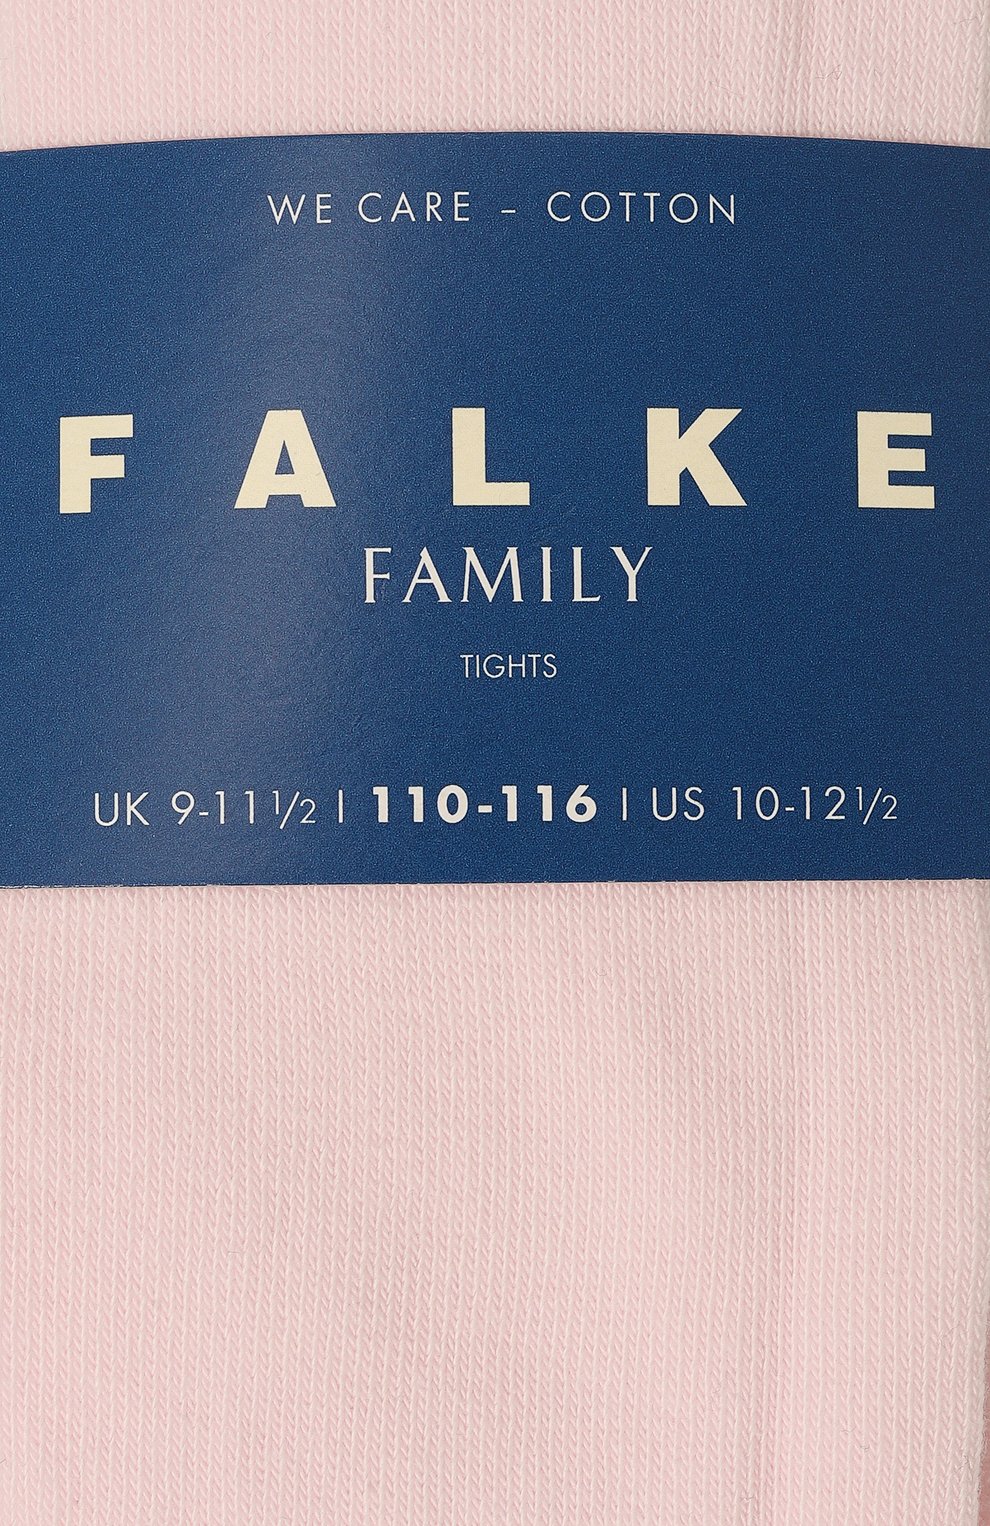 WE CARE – COTTON
FALKE
FAMILY
TIGHTS
UK 9-11½ | 110-116 | US 10-12½